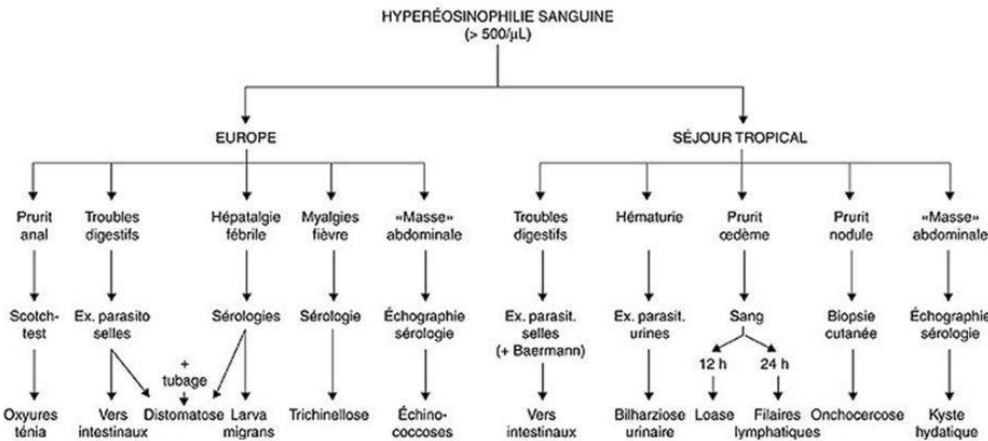 HYPERÉOSINOPHILIE SANGUINE
(> 500/µL)
EUROPE
SÉJOUR TROPICAL
Prurit
anal
Troubles
digestifs
Hépatalgie
fébrile
Myalgies
fièvre
«Masse»
abdominale
Troubles
digestifs
Hématurie
Prurit
œdème
Prurit
nodule
«Masse»
abdominale
Scotch-
test
Ex. parasito
selles
Sérologies
Sérologie
Échographie
sérologie
Ex. parasit.
selles
(+ Baermann)
Ex. parasit.
urines
Sang
Biopsie
cutanée
Échographie
sérologie
+
tubage
12 h
24 h
Oxyures
ténia
Vers
intestinaux
Distomatose
Larva
migrans
Trichinellose
Échino-
coccoses
Vers
intestinaux
Bilharziose
urinaire
Loase
Filaires
lymphatiques
Onchocercose
Kyste
hydatique